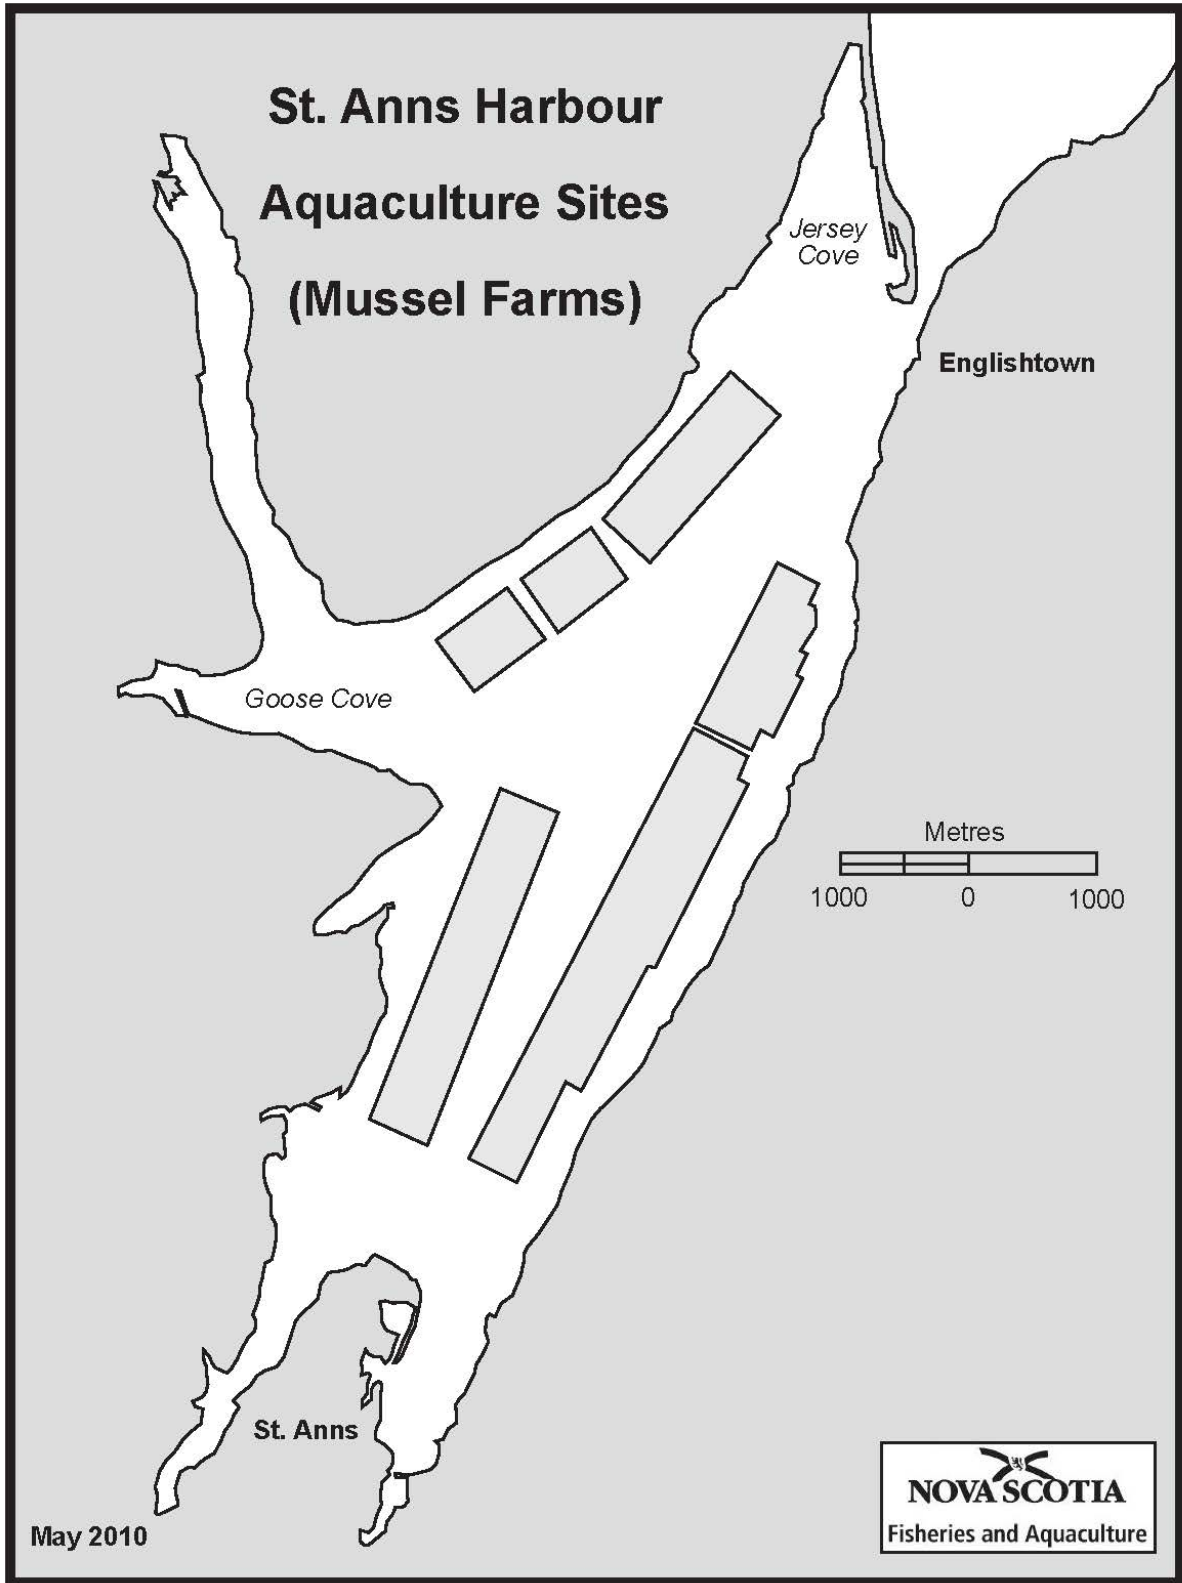 St. Anns Harbour
Aquaculture Sites
(Mussel Farms)
Jersey
Cove
Englishtown
Goose Cove
Metres
1000 0 1000
St. Anns
NOVA SCOTIA
Fisheries and Aquaculture
May 2010